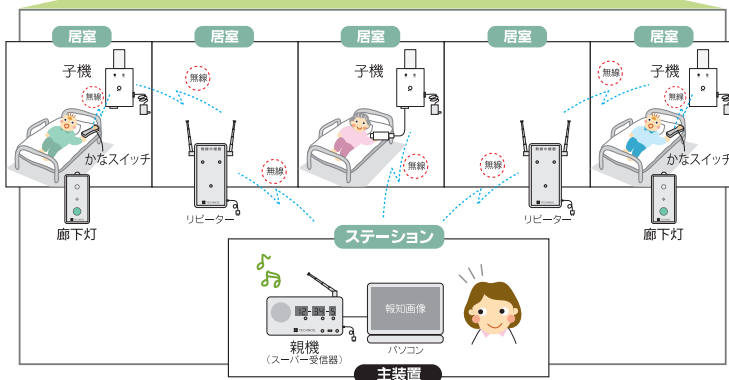 居室
居室
居室
居室
居室
子機
無線
無線
かなスイッチ
廊下灯
リピーター
無線
子機
無線
無線
リピーター
無線
子機
無線
かなスイッチ
廊下灯
ステーション
12-34-5
TECHNOS
親機
(スーパー受信器)
報知画像
パソコン
主装置